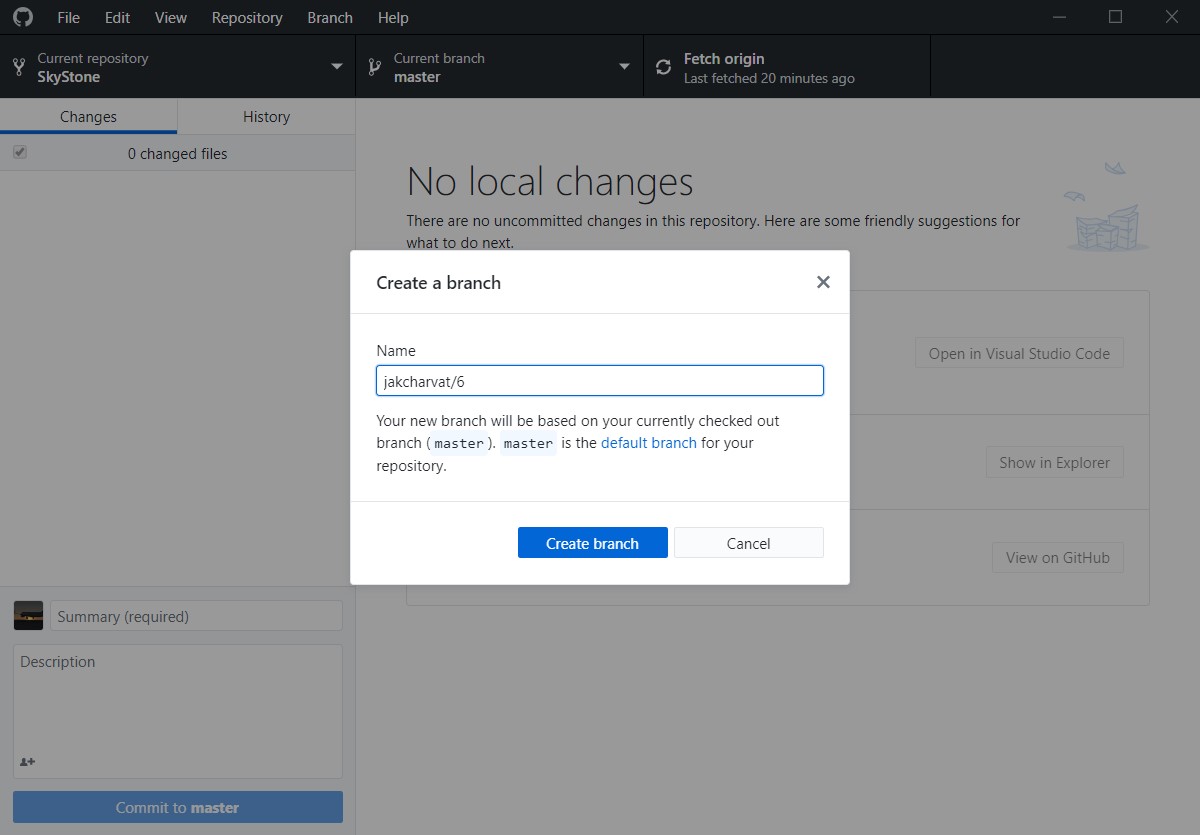 File Edit View Repository Branch Help
Current repository
SkyStone
Current branch
master
Fetch origin
Last fetched 20 minutes ago
Changes
History
0 changed files
No local changes
There are no uncommitted changes in this repository. Here are some friendly suggestions for
what to do next.
Open in Visual Studio Code
Show in Explorer
View on GitHub
Create a branch
Name
jakcharvat/6
Your new branch will be based on your currently checked out
branch ( master ). master is the default branch for your
repository.
Create branch
Cancel
Summary (required)
Description
Commit to master